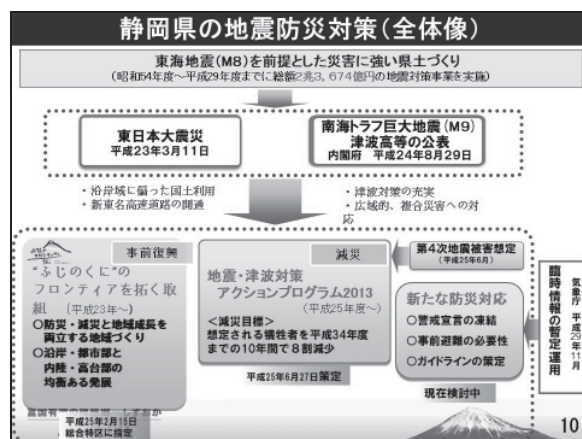 静岡県の地震防災対策(全体像)
東海地震(M8)を前提とした災害に強い県土づくり
(昭和54年度~平成29年度までに総額2兆3,674億円の地震対策事業を実施)
東日本大震災
平成23年3月11日
南海トラフ巨大地震(M9)
津波高等の公表
内閣府 平成24年8月29日
・沿岸域に偏った国土利用
・新東名高速道路の開通
・津波対策の充実
・広域的、複合災害への対
応
事前復興
“ふじのくに”の
フロンティアを拓く取
組 (平成23年~)
○防災・減災と地域成長を
両立する地域づくり
○沿岸・都市部と
内陸・高台部の
均衡ある発展
平成25年2月15日
総合特区に指定
減災
地震・津波対策
アクションプログラム2013
(平成25年度~)
<減災目標>
想定される犠牲者を平成34年度
までの10年間で8割減少
平成25年6月27日策定
第4次地震被害想定
(平成25年6月)
新たな防災対応
○警戒宣言の凍結
○事前避難の必要性
○ガイドラインの策定
現在検討中
気象庁 平成29年11月
臨時情報の暫定運用
10